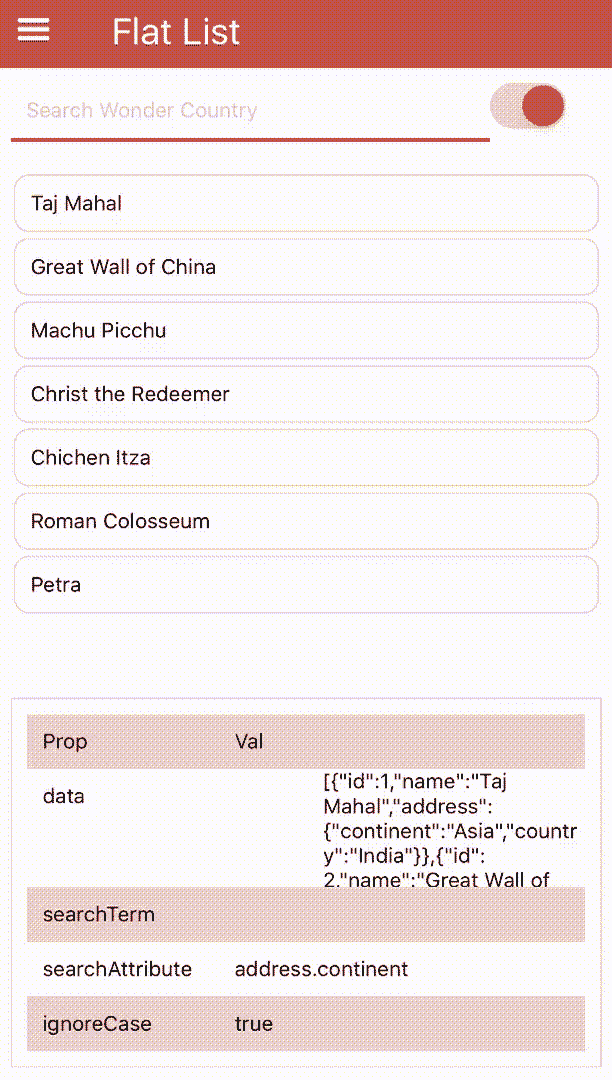 Flat List
Search Wonder Country
Taj Mahal
Great Wall of China
Machu Picchu
Christ the Redeemer
Chichen Itza
Roman Colosseum
Petra
Prop Val
data [{"id":1,"name":"Taj
Mahal","address":
{"continent":"Asia","countr
y":"India"}},{"id":
2,"name":"Great Wall of
searchTerm
searchAttribute address.continent
ignoreCase true